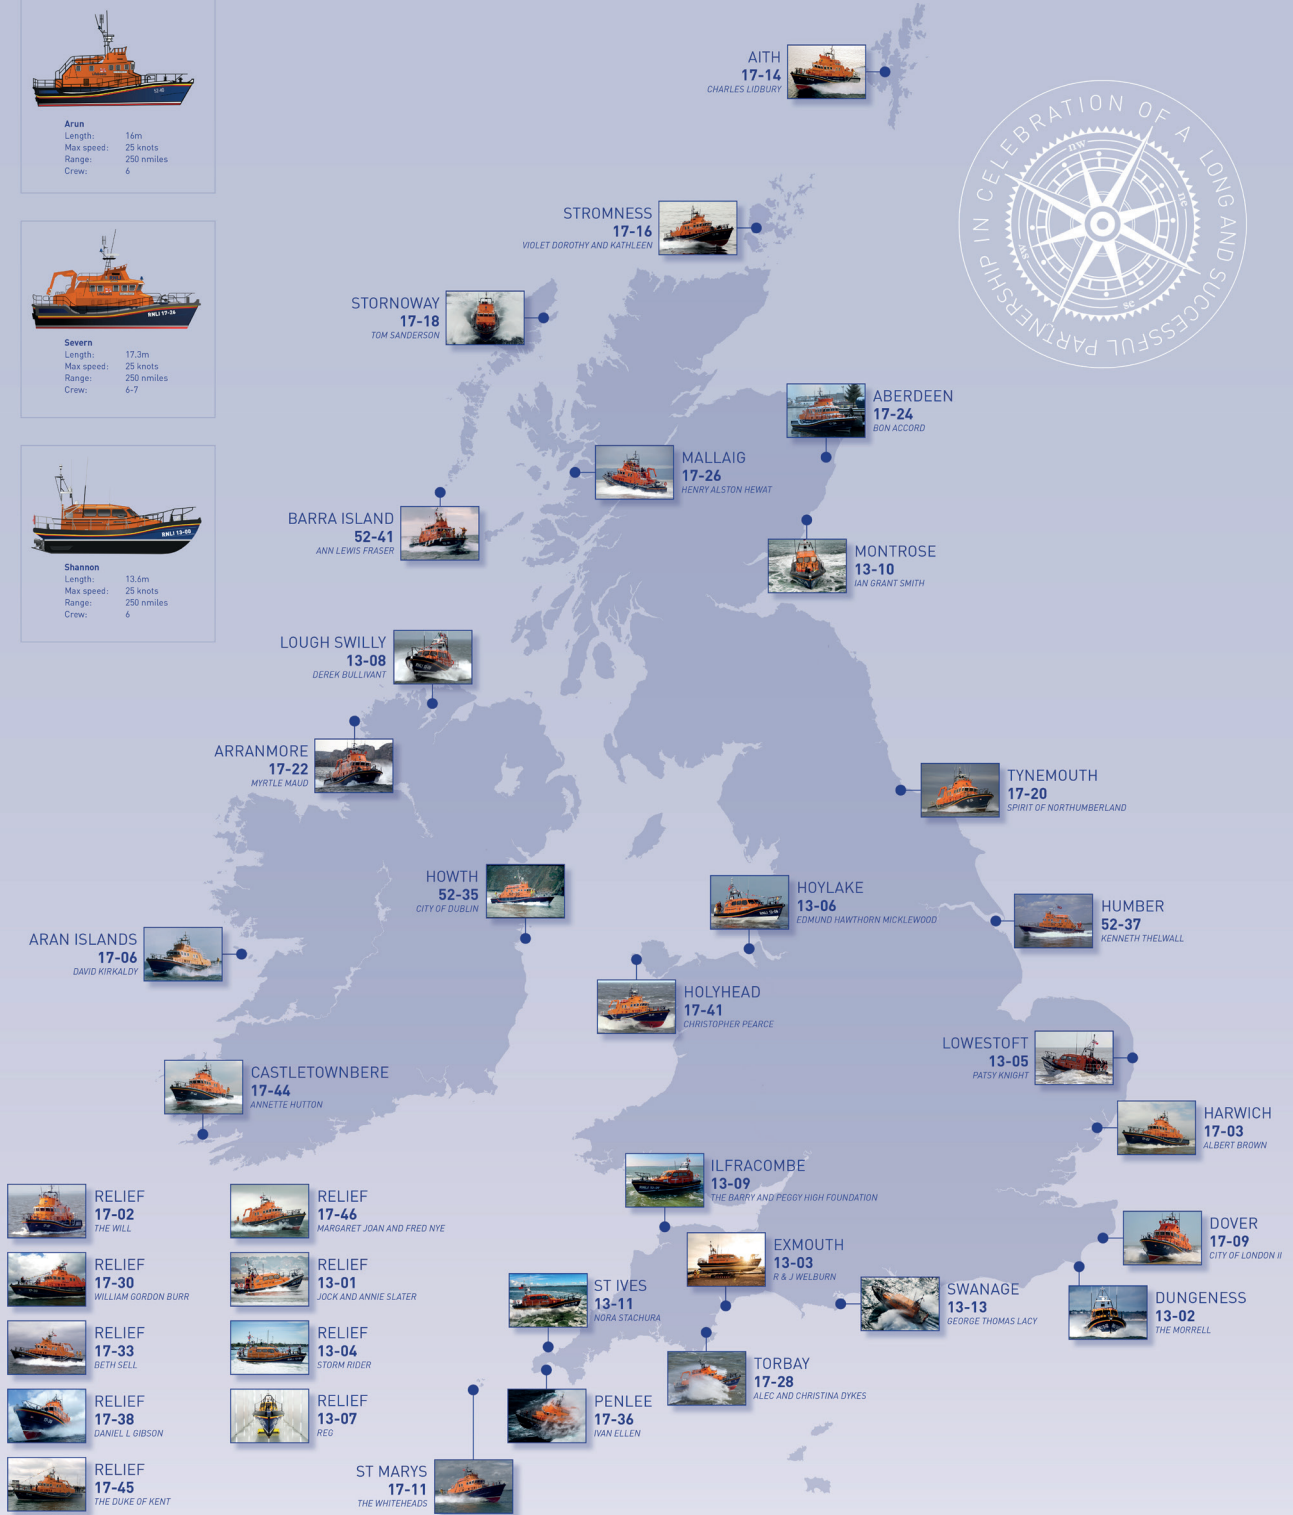 Arun
Length: 16m
Max speed: 25 knots
Range: 250 nmiles
Crew: 6
RNLI 17-26
Severn
Length: 17.3m
Max speed: 25 knots
Range: 250 nmiles
Crew: 6-7
RNLI 13-00
Shannon
Length: 13.6m
Max speed: 25 knots
Range: 250 nmiles
Crew: 6
IN CELEBRATION OF A LONG AND SUCCESSFUL PARTNERSHIP
nw
ne
sw
se
AITH
17-14
CHARLES LIDBURY
STROMNESS
17-16
VIOLET DOROTHY AND KATHLEEN
STORNOWAY
17-18
TOM SANDERSON
ABERDEEN
17-24
BON ACCORD
MALLAIG
17-26
HENRY ALSTON HEWAT
BARRA ISLAND
52-41
ANN LEWIS FRASER
MONTROSE
13-10
IAN GRANT SMITH
LOUGH SWILLY
13-08
DEREK BULLIVANT
ARRANMORE
17-22
MYRTLE MAUD
TYNEMOUTH
17-20
SPIRIT OF NORTHUMBERLAND
HOWTH
52-35
CITY OF DUBLIN
HOYLAKE
13-06
EDMUND HAWTHORN MICKLEWOOD
HUMBER
52-37
KENNETH THELWALL
ARAN ISLANDS
17-06
DAVID KIRKALDY
HOLYHEAD
17-41
CHRISTOPHER PEARCE
LOWESTOFT
13-05
PATSY KNIGHT
CASTLETOWNBERE
17-44
ANNETTE HUTTON
HARWICH
17-03
ALBERT BROWN
ILFRACOMBE
13-09
THE BARRY AND PEGGY HIGH FOUNDATION
DOVER
17-09
CITY OF LONDON II
EXMOUTH
13-03
R & J WELBURN
ST IVES
13-11
NORA STACHURA
SWANAGE
13-13
GEORGE THOMAS LACY
DUNGENESS
13-02
THE MORRELL
TORBAY
17-28
ALEC AND CHRISTINA DYKES
PENLEE
17-36
IVAN ELLEN
ST MARYS
17-11
THE WHITEHEADS
RELIEF
17-02
THE WILL
RELIEF
17-30
WILLIAM GORDON BURR
RELIEF
17-33
BETH SELL
RELIEF
17-38
DANIEL L GIBSON
RELIEF
17-45
THE DUKE OF KENT
RELIEF
17-46
MARGARET JOAN AND FRED NYE
RELIEF
13-01
JOCK AND ANNIE SLATER
RELIEF
13-04
STORM RIDER
RELIEF
13-07
REG